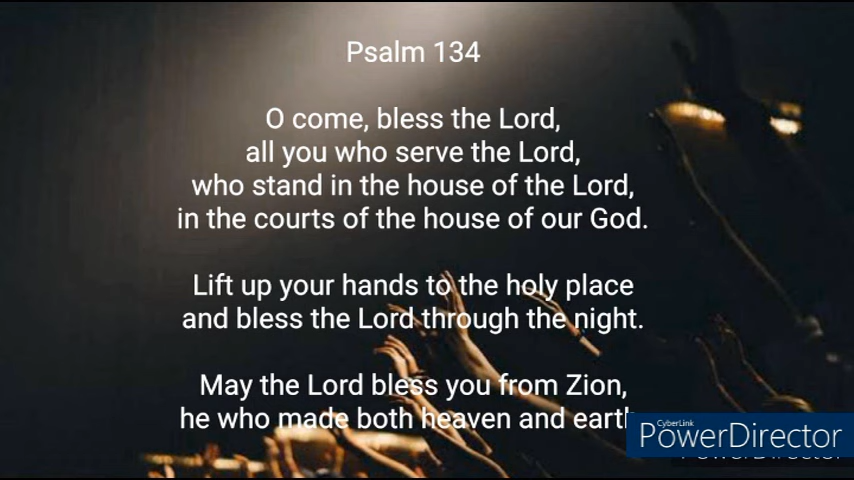 Psalm 134
O come, bless the Lord,
all you who serve the Lord,
who stand in the house of the Lord,
in the courts of the house of our God.
Lift up your hands to the holy place
and bless the Lord through the night.
May the Lord bless you from Zion,
he who made both heaven and earth
CyberLink
PowerDirector
PowerDirector